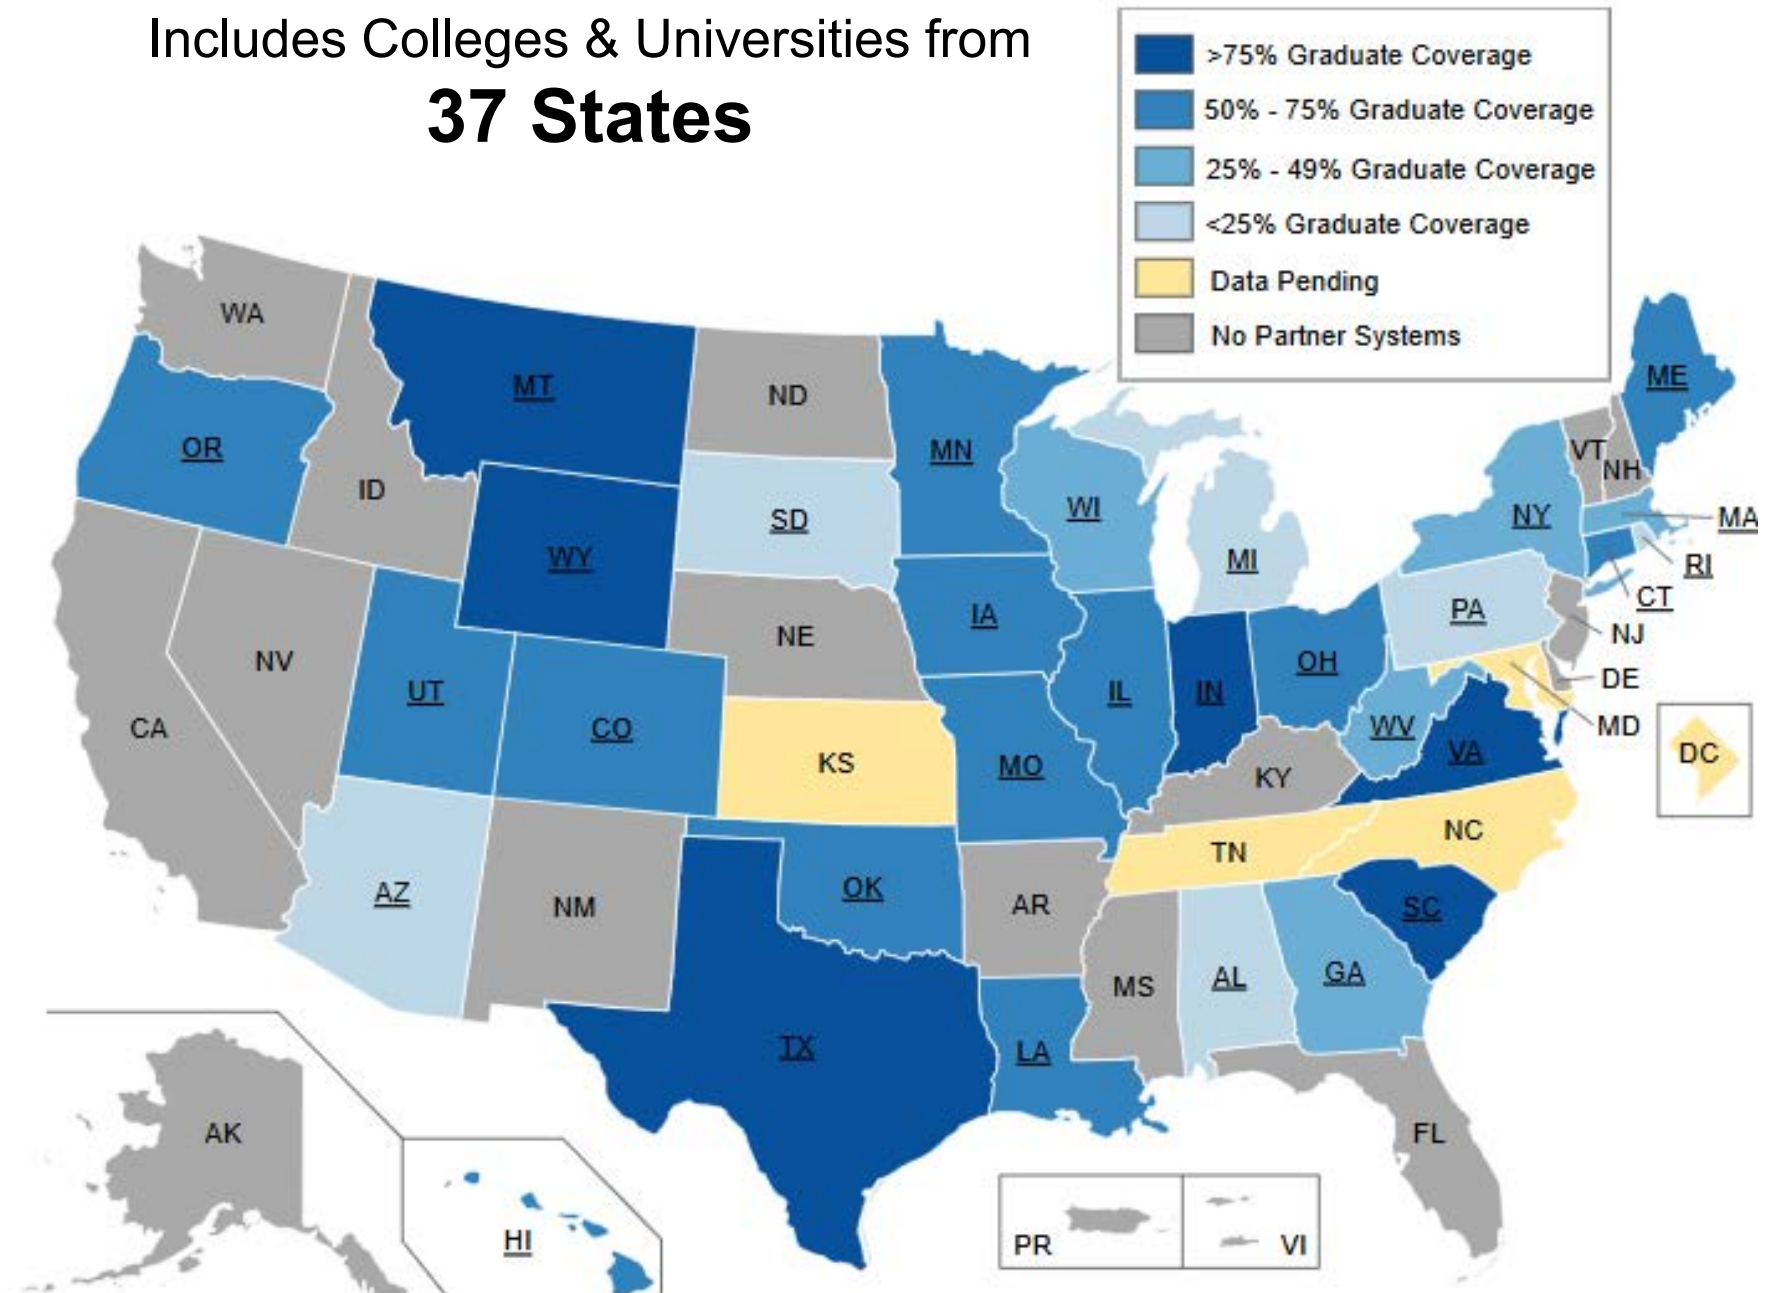 Includes Colleges & Universities from
37 States
>75% Graduate Coverage
50% - 75% Graduate Coverage
25% - 49% Graduate Coverage
<25% Graduate Coverage
Data Pending
No Partner Systems
WA
MT
ND
MN
ME
OR
ID
SD
WI
VT
NH
WY
MI
NY
MA
RI
CT
NE
IA
PA
NJ
NV
UT
IL
IN
OH
DE
CA
CO
KS
MO
WV
VA
MD
DC
KY
AZ
NM
OK
AR
TN
NC
SC
MS
AL
GA
TX
LA
FL
AK
HI
PR
VI